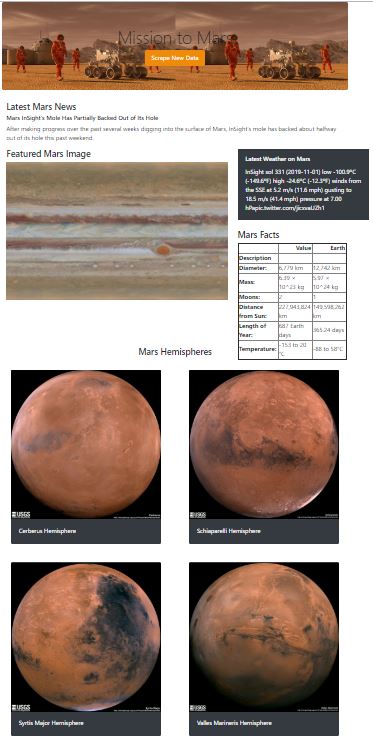 Mission to Mars
Scrape New Data
Latest Mars News
Mars InSight's Mole Has Partially Backed Out of Its Hole
After making progress over the past several weeks digging into the surface of Mars, InSight's mole has backed about halfway
out of its hole this past weekend.
Featured Mars Image
Latest Weather on Mars
InSight sol 331 (2019-11-01) low -100.9ºC
(-149.6ºF) high -24.6ºC (-12.3ºF) winds from
the SSE at 5.2 m/s (11.6 mph) gusting to
18.5 m/s (41.4 mph) pressure at 7.00
Mars Facts
Value Earth
Description
Diameter: 6,779 km 12,742 km
Mass: 6.39 × 10^23 kg 5.97 × 10^24 kg
Moons: 2 1
Distance from Sun: 227,943,824 km 149,598,262 km
Length of Year: 687 Earth days 365.24 days
Temperature: -153 to 20 °C -88 to 58°C
Mars Hemispheres
USGS
Cerberus Hemisphere
USGS
Schiaparelli Hemisphere
USGS
Syrtis Major Hemisphere
USGS
Valles Marineris Hemisphere